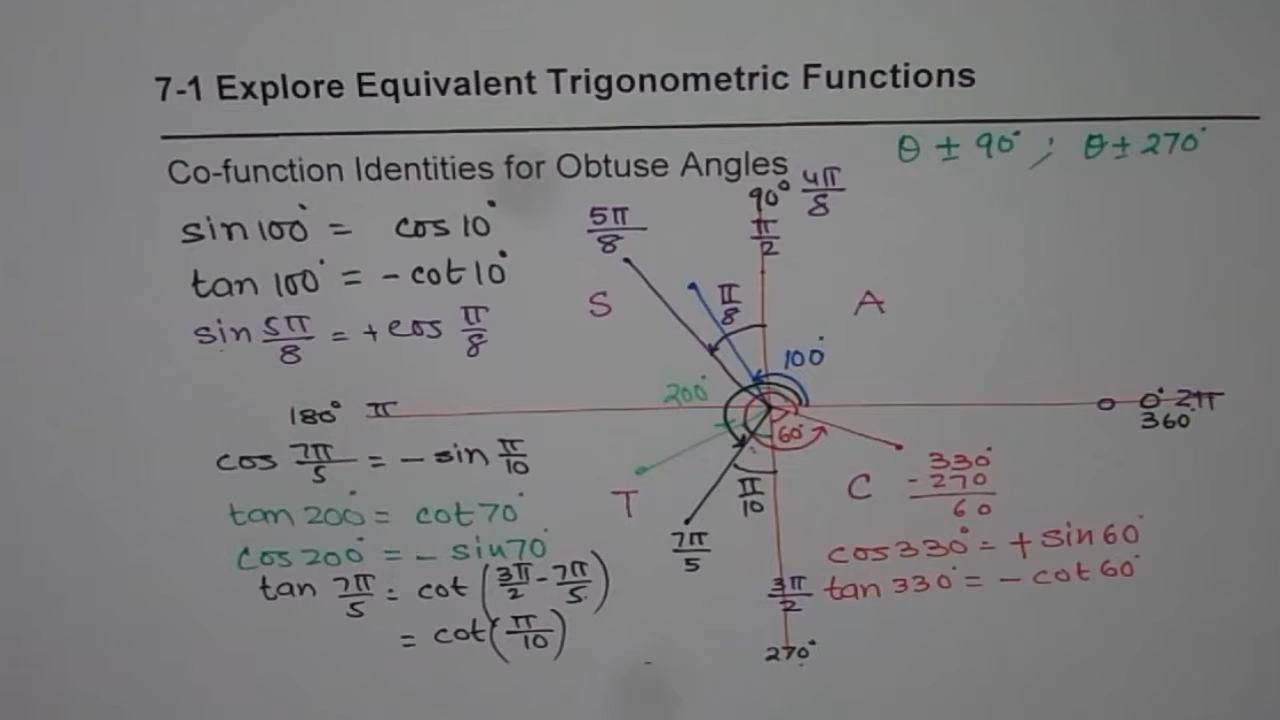 7-1 Explore Equivalent Trigonometric Functions
θ ± 90° ; θ ± 270°
Co-function Identities for Obtuse Angles
sin 100° = cos 10°
tan 100° = - cot 10°
sin 5π/8 = + cos π/8
5π/8
90° 4π/8
π/2
π/8
S
A
100°
200°
180° π
0° 2π
360°
60°
cos 7π/5 = - sin π/10
tan 200° = cot 70°
cos 200° = - sin 70°
tan 7π/5 = cot (3π/2 - 7π/5)
= cot (π/10)
T
π/10
7π/5
C
330°
- 270
60
cos 330° = + sin 60°
tan 330° = - cot 60°
3π/2
270°